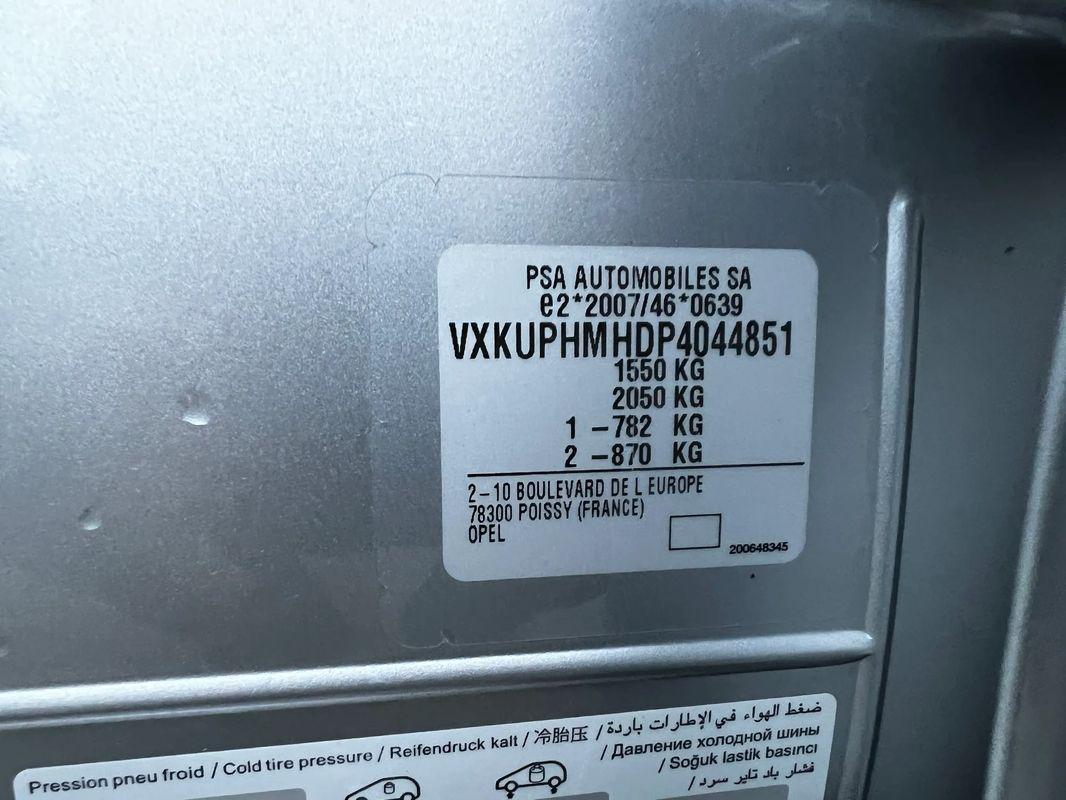 PSA AUTOMOBILES SA
e2*2007/46*0639
VXKUPHMHDP4044851
1550 KG
2050 KG
1 -782 KG
2 -870 KG
2-10 BOULEVARD DE L EUROPE
78300 POISSY (FRANCE)
OPEL
200648345
Pression pneu froid / Cold tire pressure / Reifendruck kalt / 冷胎压 / ضغط الهواء في الإطارات باردة
/ Давление холодной шины
/ Soğuk lastik basıncı
/ فشار باد تایر سرد